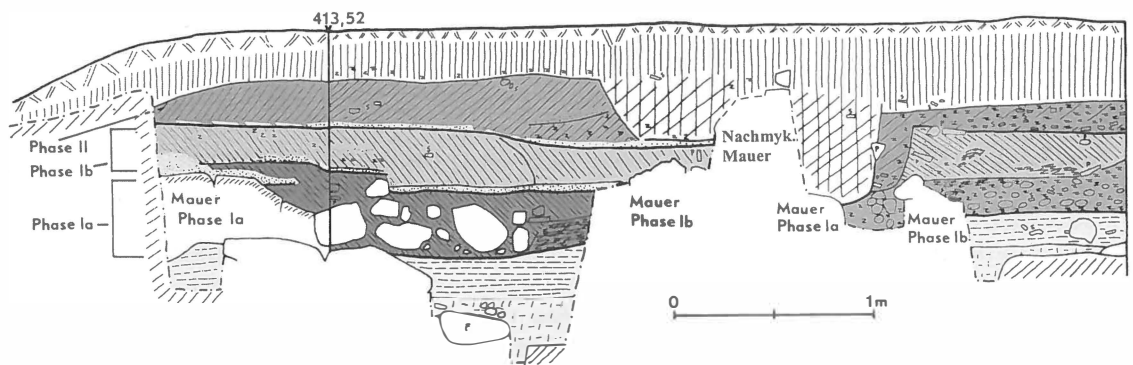 413,52
Phase II
Phase Ib
Phase Ia
Mauer
Phase Ia
Mauer
Phase Ib
Nachmyk..
Mauer
Mauer
Phase Ia
Mauer
Phase Ib
0
1m